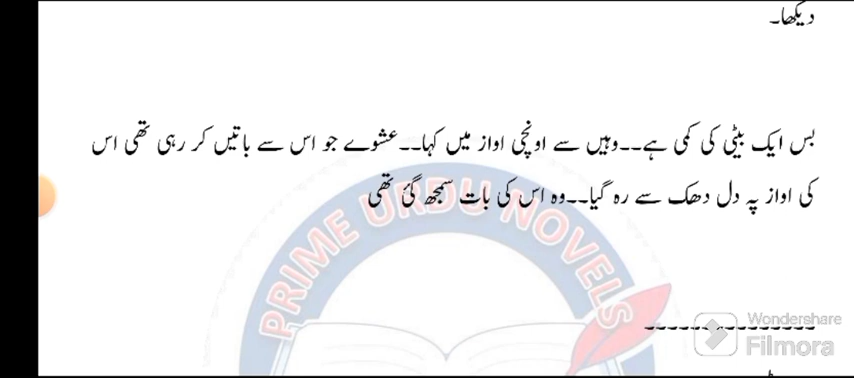 دیکھا۔
بس ایک بیٹی کی کمی ہے۔۔وہیں سے اونچی اواز میں کہا۔۔عشوے جو اس سے باتیں کر رہی تھی اس
کی اواز پہ دل دھک سے رہ گیا۔۔وہ اس کی بات سمجھ گئ تھی
PRIME URDU NOVELS
۔۔۔۔۔۔۔۔۔۔۔۔۔۔۔
Wondershare
Filmora